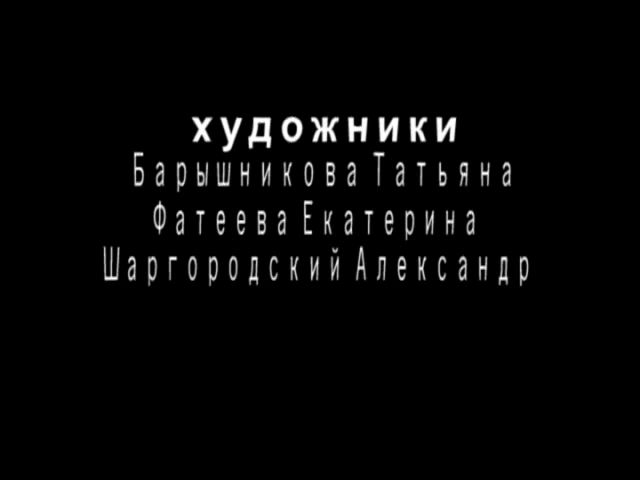 художники
Барышникова Татьяна
Фатеева Екатерина
Шаргородский Александр